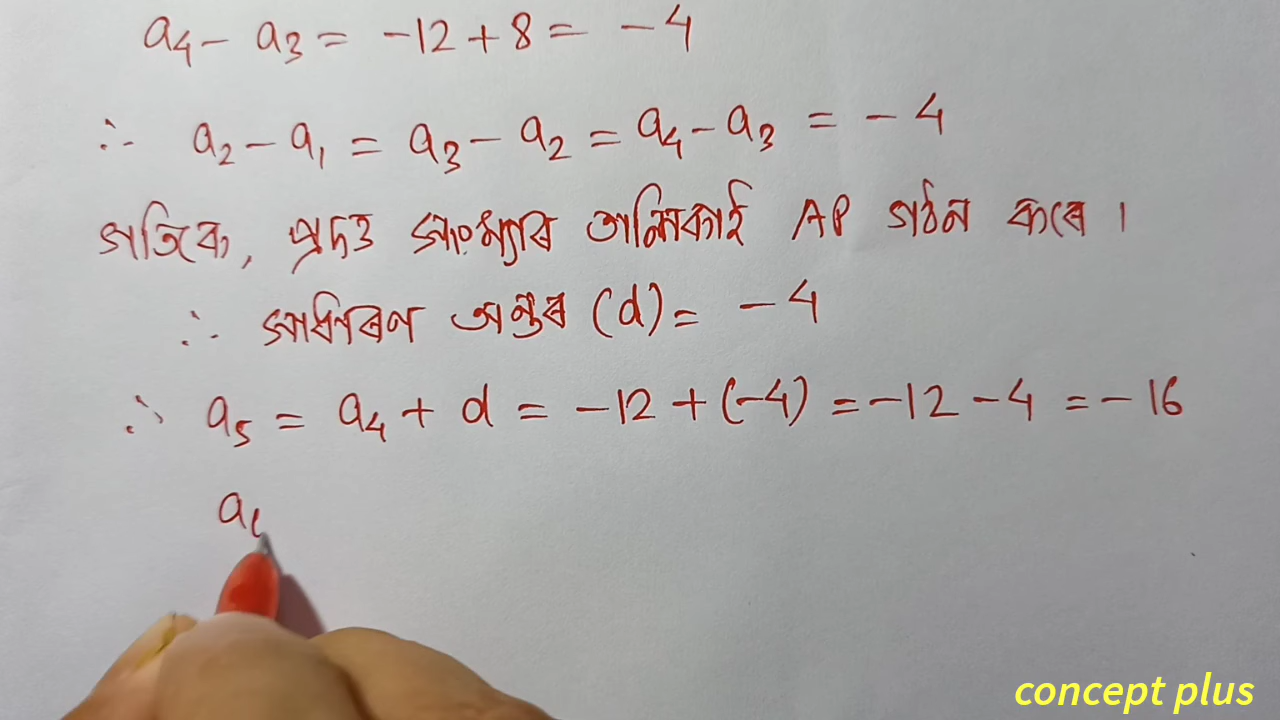 a₄ - a₃ = -12 + 8 = -4
∴ a₂ - a₁ = a₃ - a₂ = a₄ - a₃ = -4
গতিকে, প্ৰদত্ত সংখ্যাৰ তালিকাই AP গঠন কৰে ।
∴ সাধাৰণ অন্তৰ (d) = -4
∴ a₅ = a₄ + d = -12 + (-4) = -12 - 4 = -16
a
concept plus